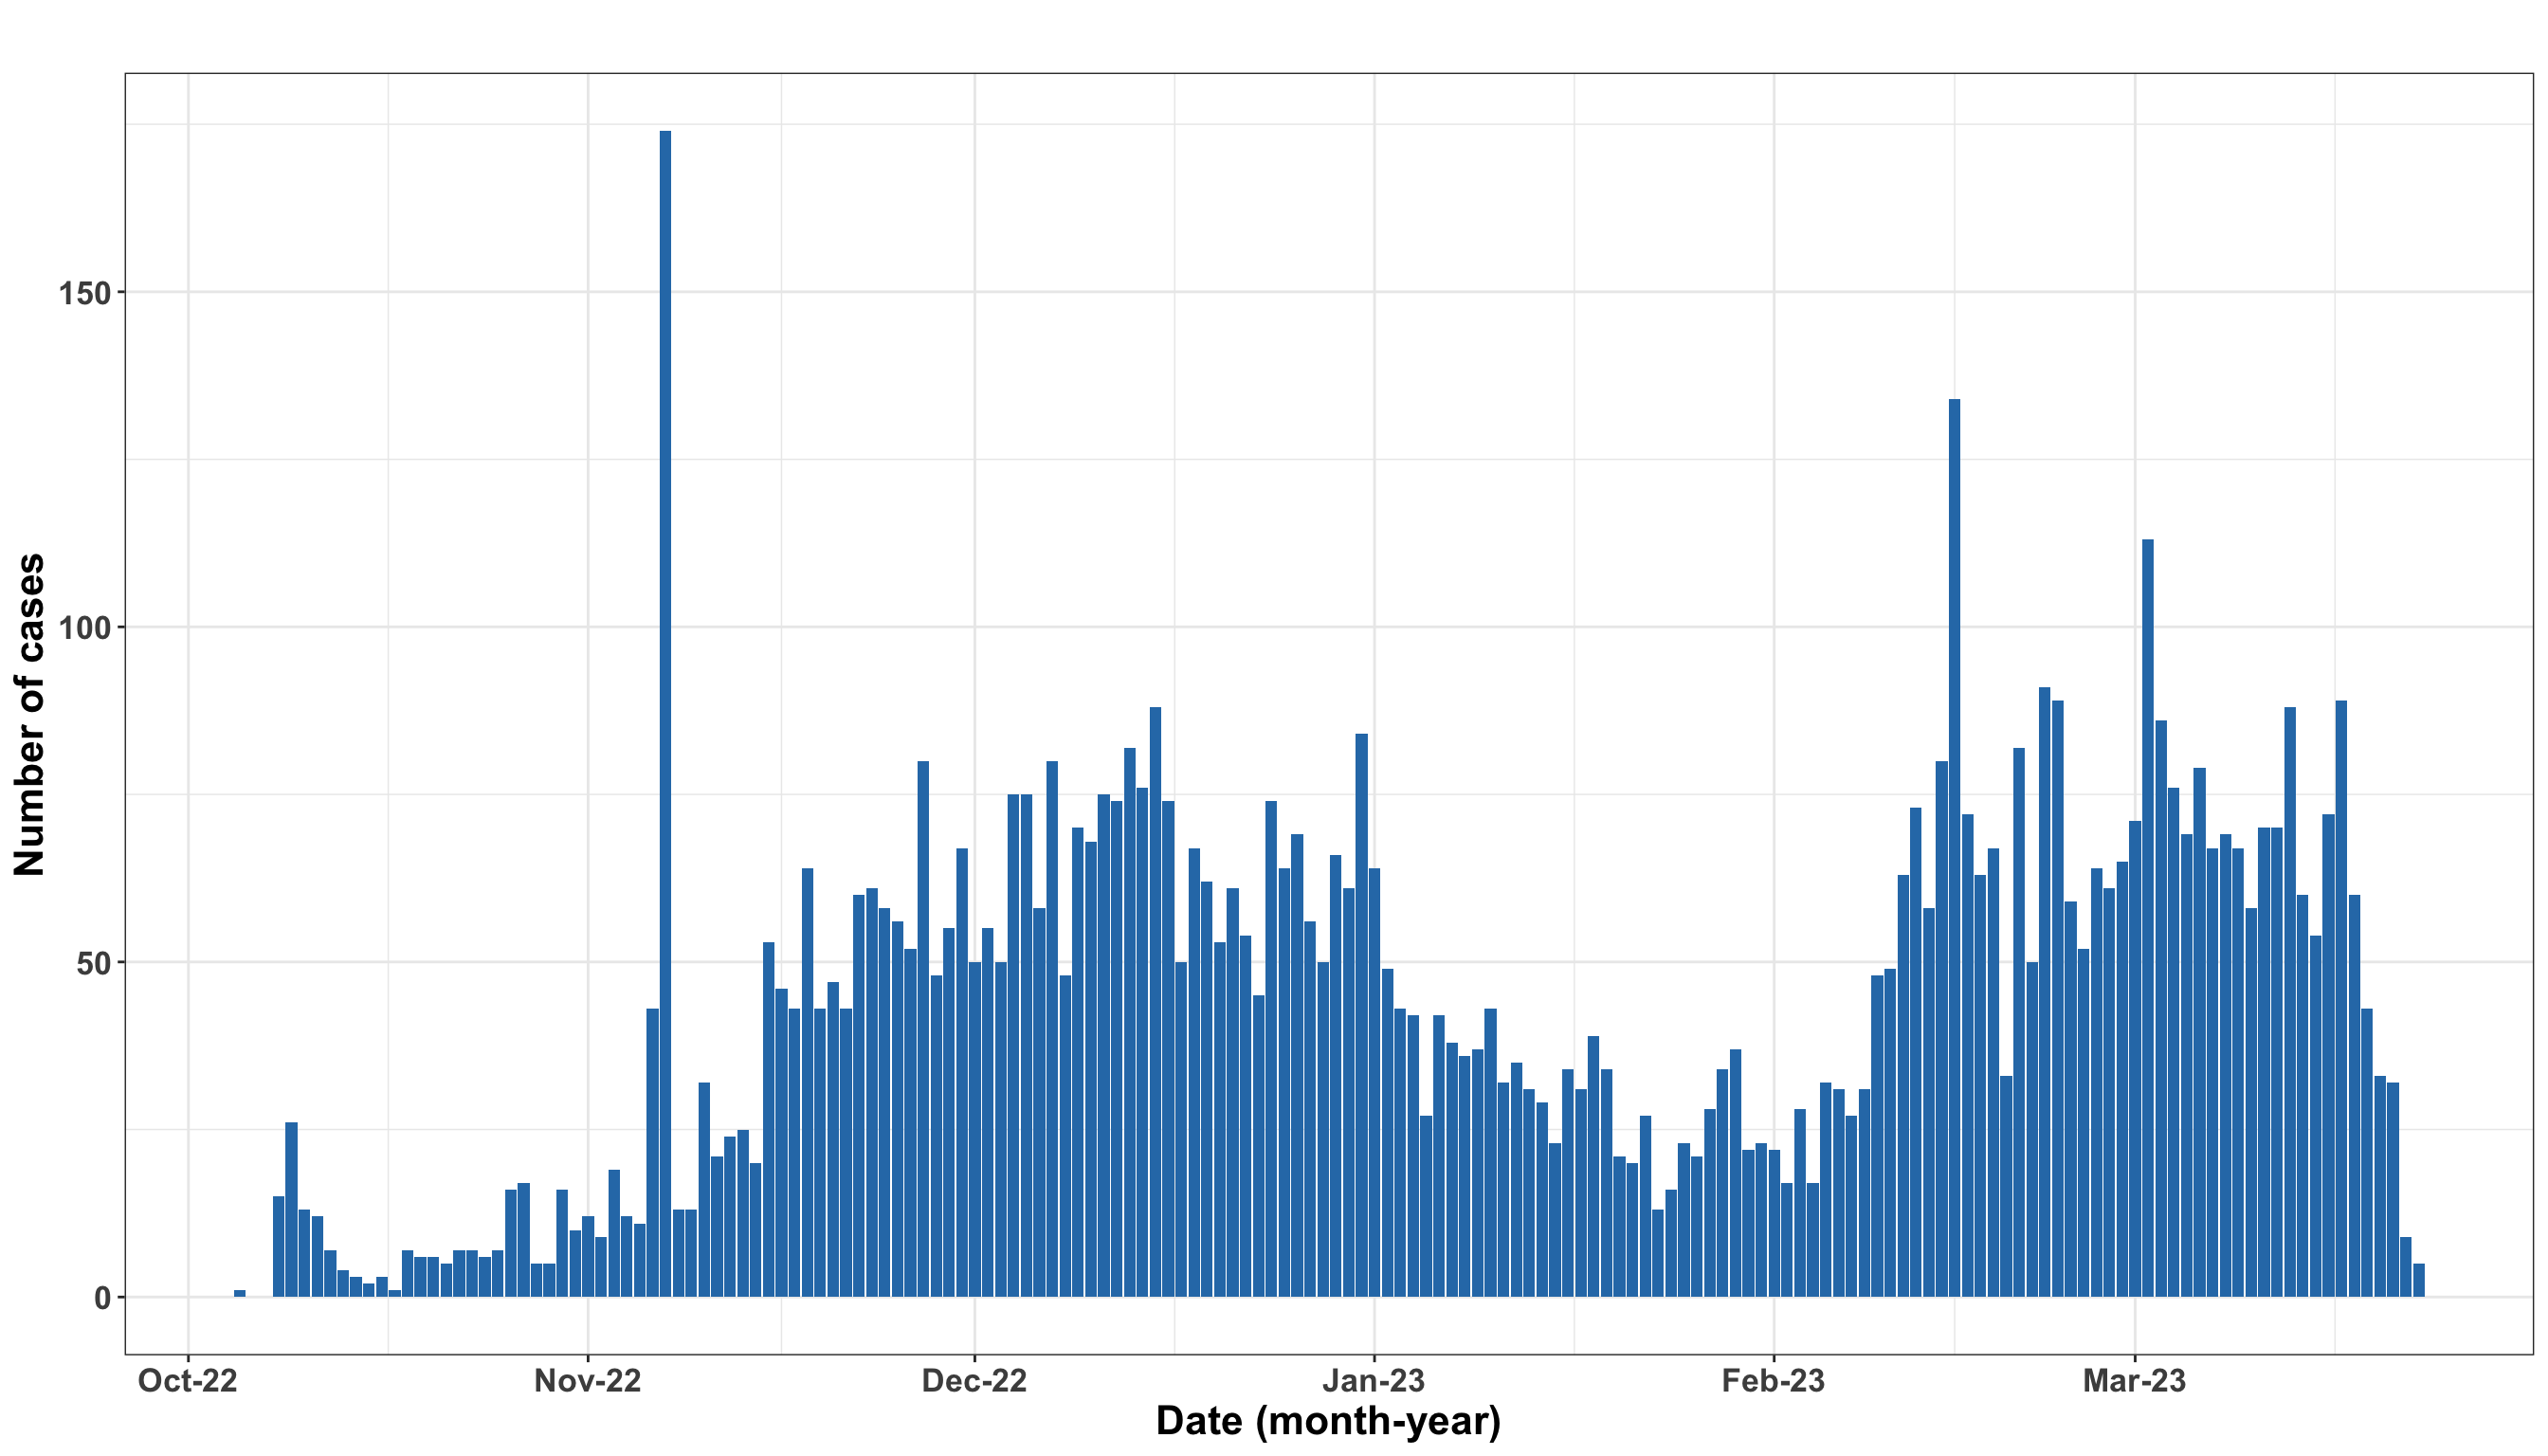 Number of cases
150
100
50
0
Oct-22 Nov-22 Dec-22 Jan-23 Feb-23 Mar-23
Date (month-year)